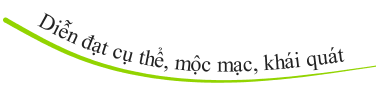 Diễn đạt cụ thể, mộc mạc, khái quát